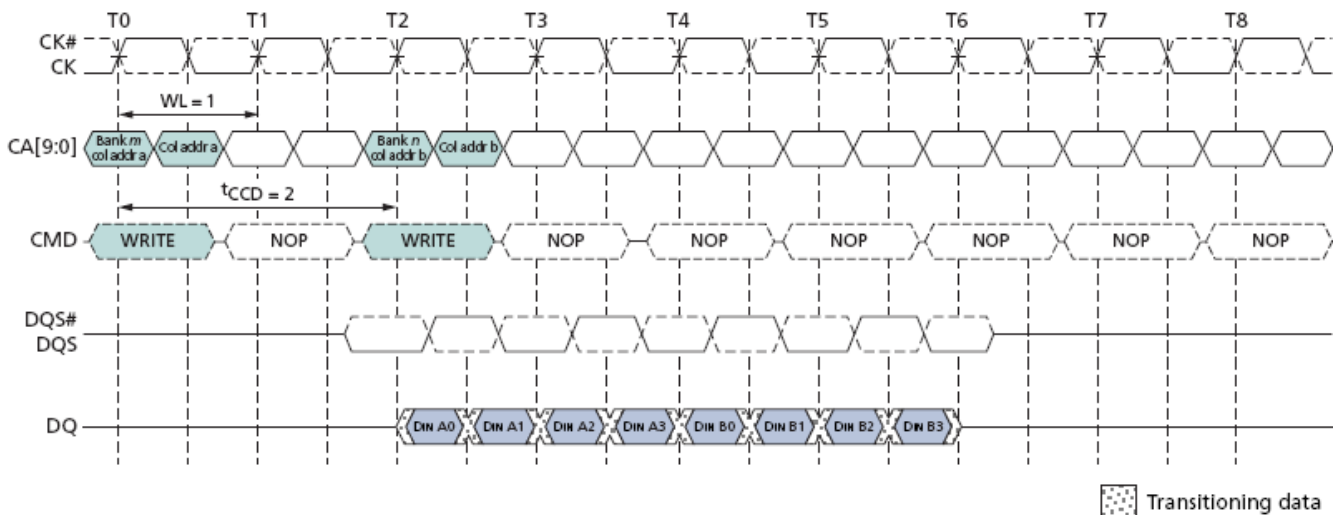 T0 T1 T2 T3 T4 T5 T6 T7 T8
CK#
CK
WL = 1
CA[9:0] Bank m col addr a Col addr a Bank n col addr b Col addr b
tCCD = 2
CMD WRITE NOP WRITE NOP NOP NOP NOP NOP NOP
DQS#
DQS
DQ DIN A0 DIN A1 DIN A2 DIN A3 DIN B0 DIN B1 DIN B2 DIN B3
Transitioning data